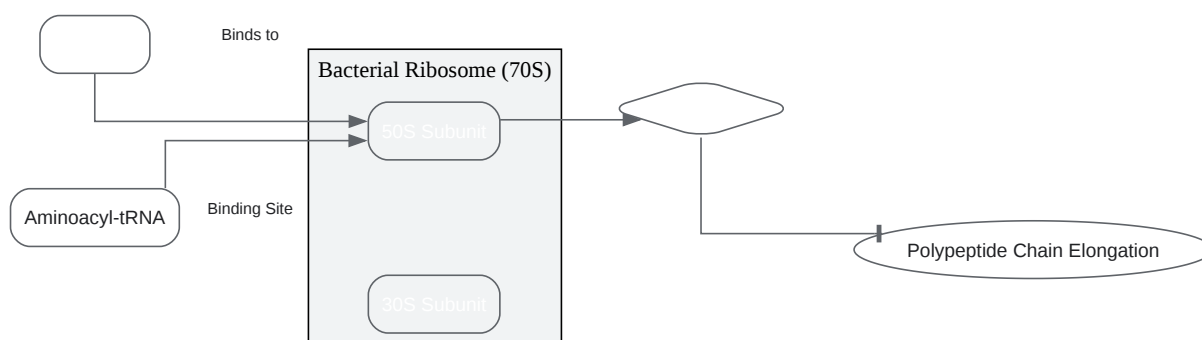 Binds to
Bacterial Ribosome (70S)
50S Subunit
Aminoacyl-tRNA
Binding Site
Polypeptide Chain Elongation
30S Subunit